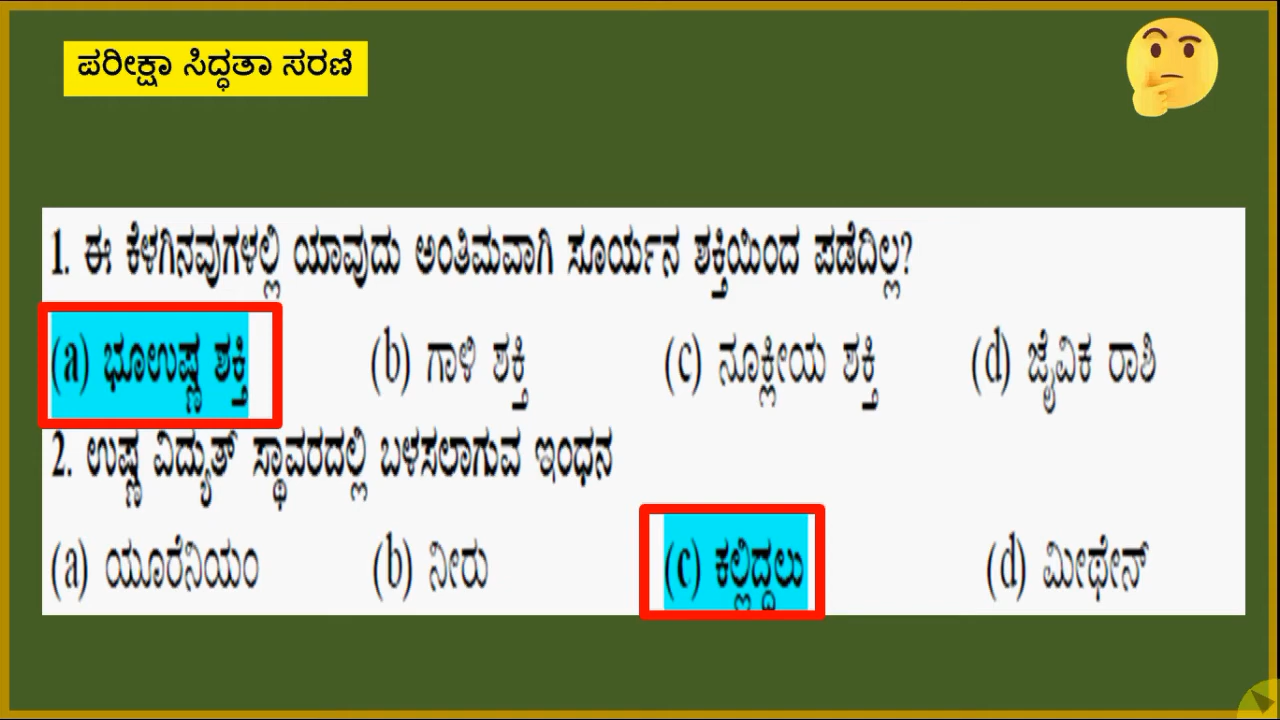 ಪರೀಕ್ಷಾ ಸಿದ್ಧತಾ ಸರಣಿ
1. ಈ ಕೆಳಗಿನವುಗಳಲ್ಲಿ ಯಾವುದು ಅಂತಿಮವಾಗಿ ಸೂರ್ಯನ ಶಕ್ತಿಯಿಂದ ಪಡೆದಿಲ್ಲ?
(a) ಭೂಉಷ್ಣ ಶಕ್ತಿ (b) ಗಾಳಿ ಶಕ್ತಿ (c) ನೂಕ್ಲೀಯ ಶಕ್ತಿ (d) ಜೈವಿಕ ರಾಶಿ
2. ಉಷ್ಣ ವಿದ್ಯುತ್ ಸ್ಥಾವರದಲ್ಲಿ ಬಳಸಲಾಗುವ ಇಂಧನ
(a) ಯೂರೆನಿಯಂ (b) ನೀರು (c) ಕಲ್ಲಿದ್ದಲು (d) ಮೀಥೇನ್